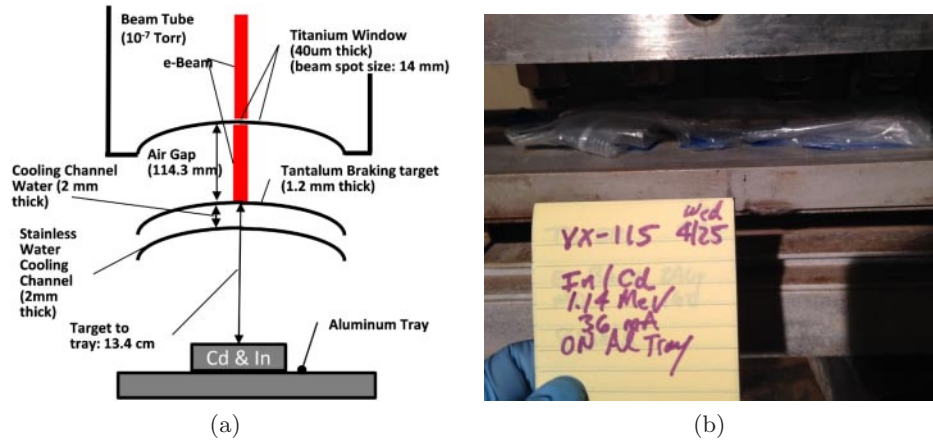 Beam Tube
(10⁻⁷ Torr)
e-Beam
Titanium Window
(40um thick)
(beam spot size: 14 mm)
Air Gap
(114.3 mm)
Cooling Channel
Water (2 mm
thick)
Tantalum Braking target
(1.2 mm thick)
Stainless
Water
Cooling
Channel
(2mm
thick)
Target to
tray: 13.4 cm
Aluminum Tray
Cd & In
(a)
Wed
YX-115 4/25
In/Cd
1.14 MeV
36 mA
ON AL Tray
(b)